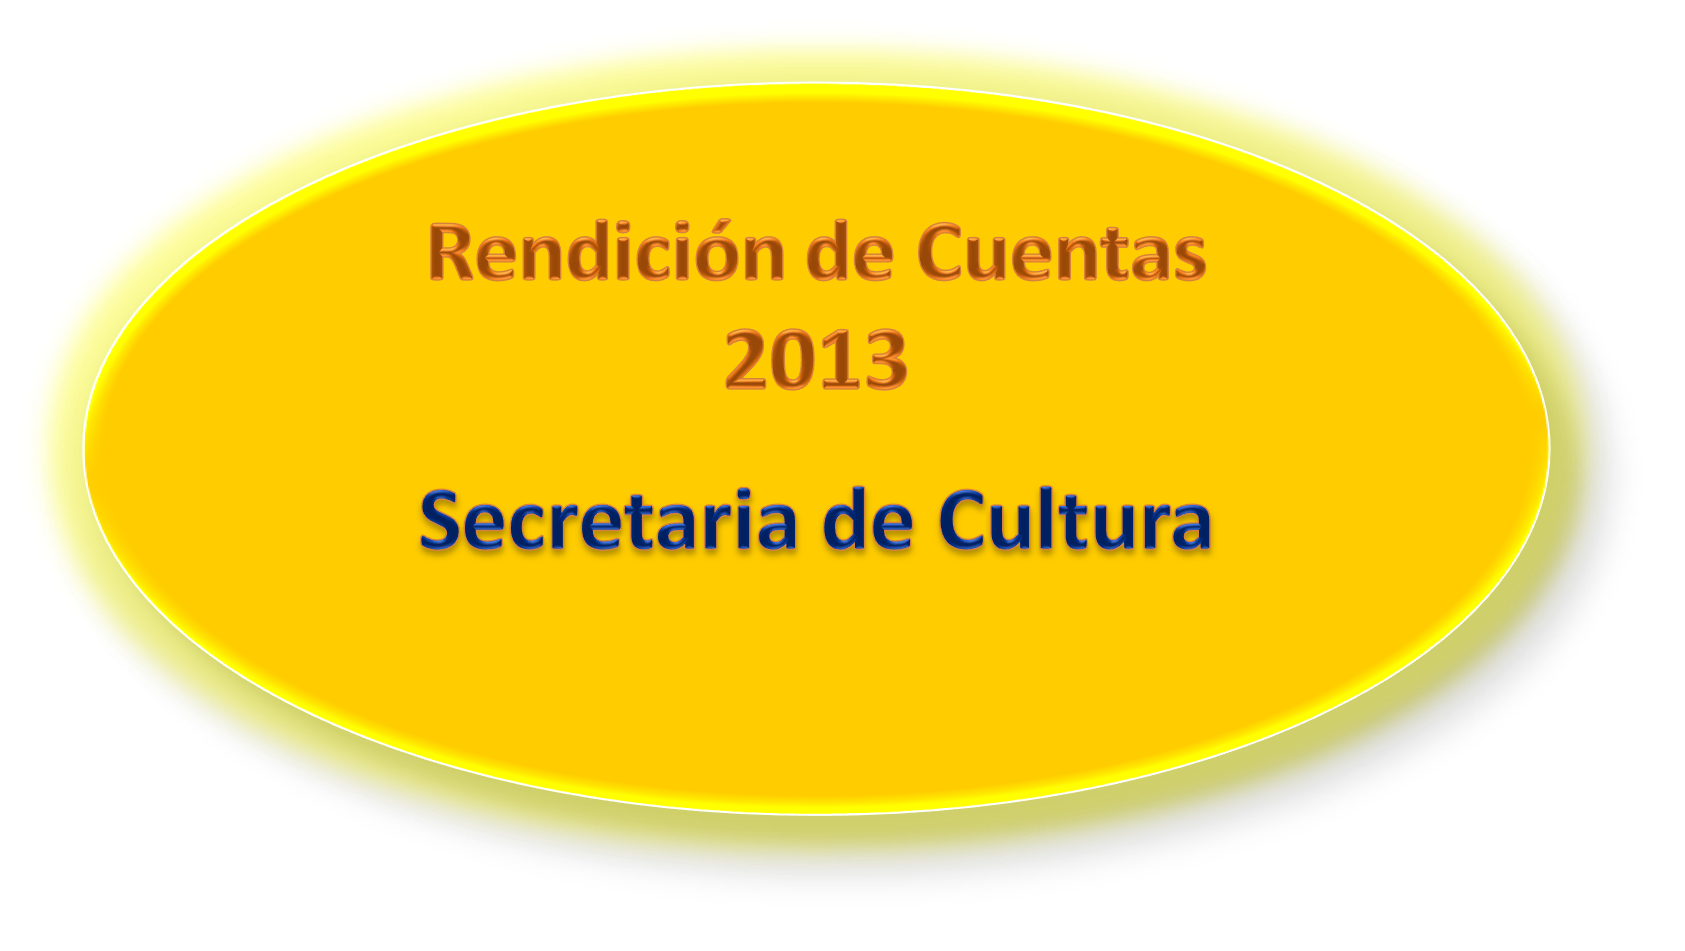 Rendición de Cuentas
2013
Secretaria de Cultura